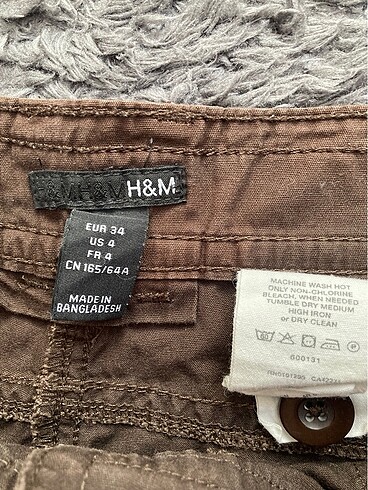 H&M H&M H&M
EUR 34
US 4
FR 4
CN 165/64A
MADE IN
BANGLADESH
MACHINE WASH HOT
ONLY NON-CHLORINE
BLEACH, WHEN NEEDED
TUMBLE DRY MEDIUM
HIGH IRON
or DRY CLEAN
600131